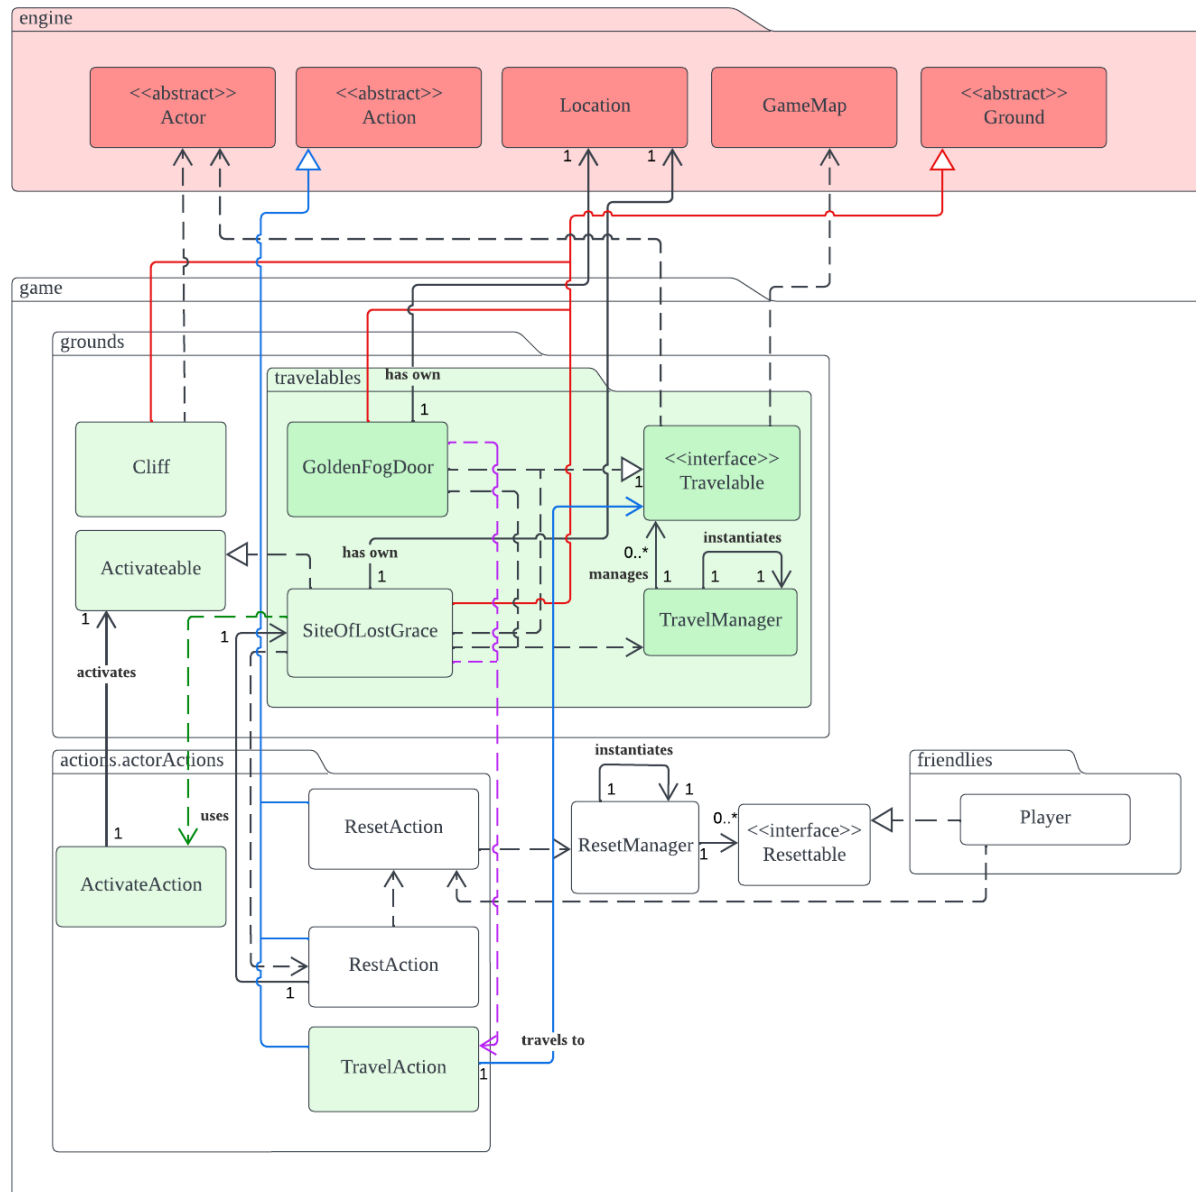 engine
<<abstract>>
Actor
<<abstract>>
Action
Location
GameMap
<<abstract>>
Ground
1
1
game
grounds
travelables
has own
1
Cliff
GoldenFogDoor
<<interface>>
Travelable
1
Activateable
has own
1
0..*
manages
1
instantiates
1
1
1
1
SiteOfLostGrace
TravelManager
activates
actions.actorActions
instantiates
friendlies
uses
1
1
1
ResetAction
ResetManager
0..*
1
<<interface>>
Resettable
Player
ActivateAction
RestAction
1
travels to
TravelAction
1